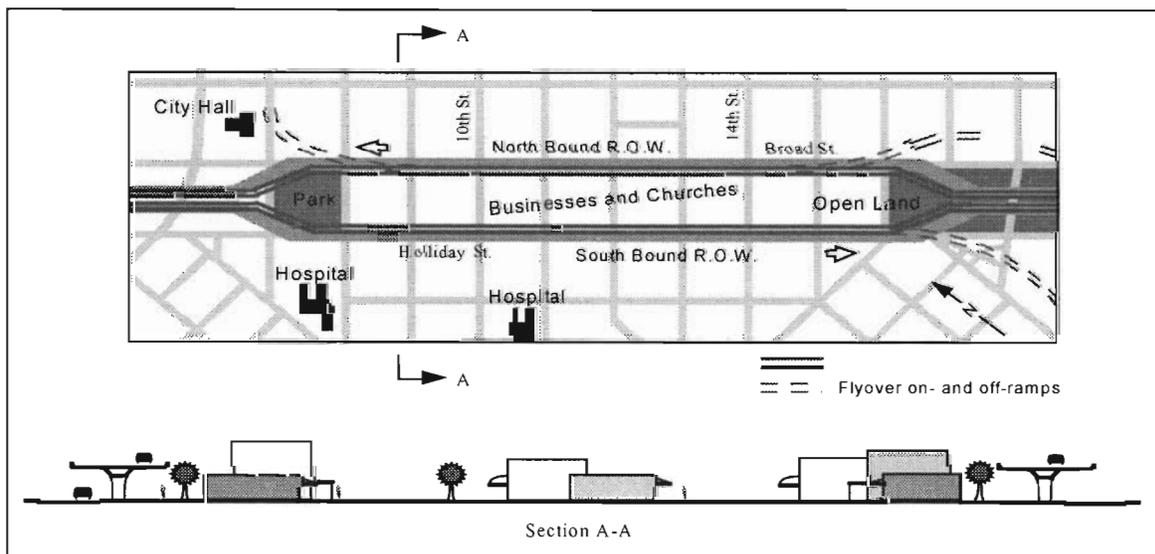 A
City Hall
10th St.
14th St.
North Bound R.O.W.
Broad St.
Park
Businesses and Churches
Open Land
Holliday St.
South Bound R.O.W.
Hospital
Hospital
N
A
Flyover on- and off-ramps
Section A-A